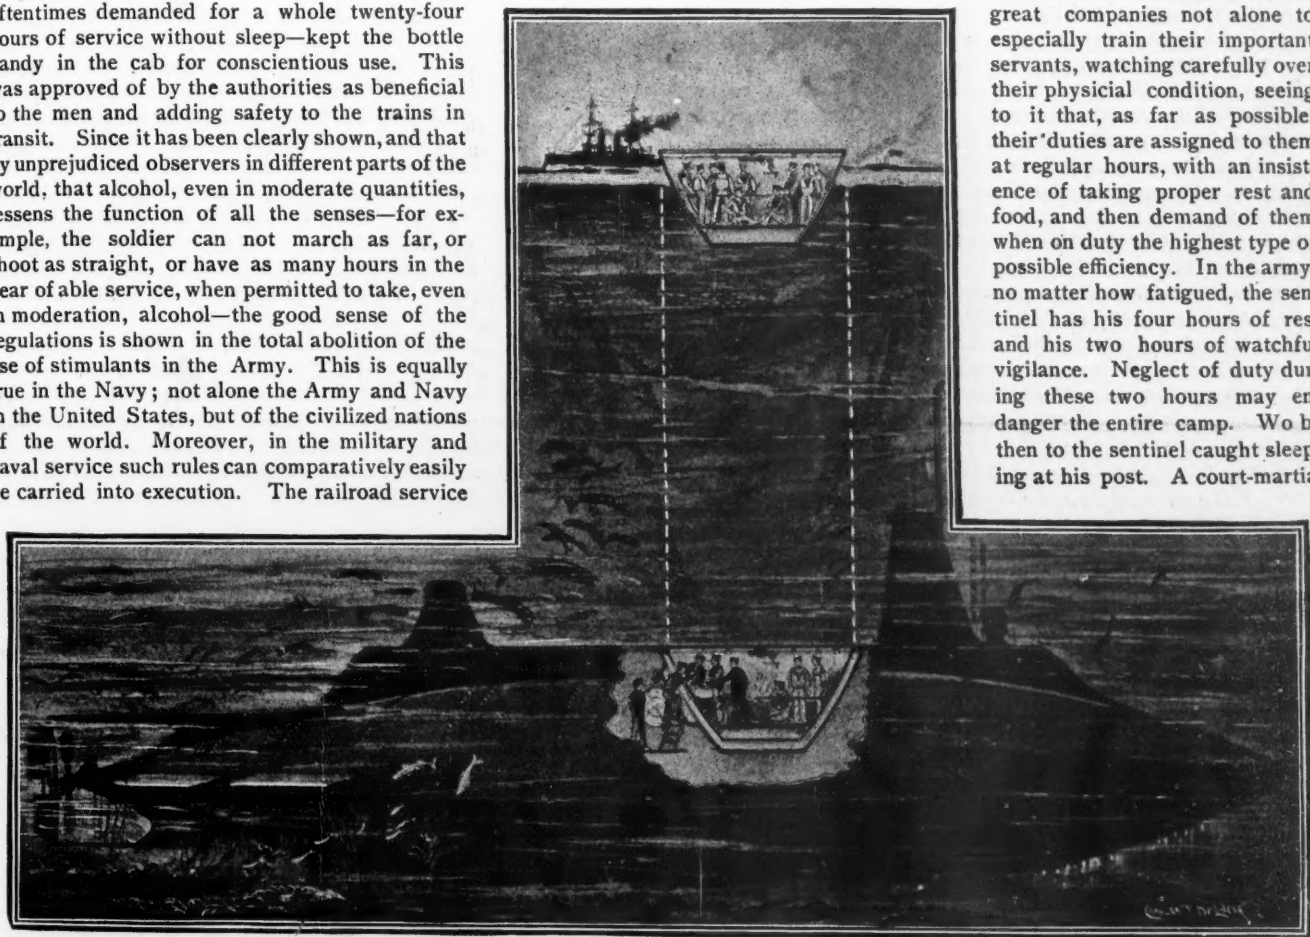 ftentimes demanded for a whole twenty-four
ours of service without sleep—kept the bottle
andy in the cab for conscientious use. This
as approved of by the authorities as beneficial
o the men and adding safety to the trains in
ransit. Since it has been clearly shown, and that
y unprejudiced observers in different parts of the
orld, that alcohol, even in moderate quantities,
essens the function of all the senses—for ex-
mple, the soldier can not march as far, or
hoot as straight, or have as many hours in the
ear of able service, when permitted to take, even
n moderation, alcohol—the good sense of the
egulations is shown in the total abolition of the
se of stimulants in the Army. This is equally
rue in the Navy; not alone the Army and Navy
n the United States, but of the civilized nations
f the world. Moreover, in the military and
aval service such rules can comparatively easily
e carried into execution. The railroad service
great companies not alone to
especially train their important
servants, watching carefully over
their physicial condition, seeing
to it that, as far as possible
their duties are assigned to them
at regular hours, with an insist
ence of taking proper rest and
food, and then demand of them
when on duty the highest type o
possible efficiency. In the army
no matter how fatigued, the sen
tinel has his four hours of res
and his two hours of watchfu
vigilance. Neglect of duty dur
ing these two hours may en
danger the entire camp. Wo b
then to the sentinel caught sleep
ing at his post. A court-martia